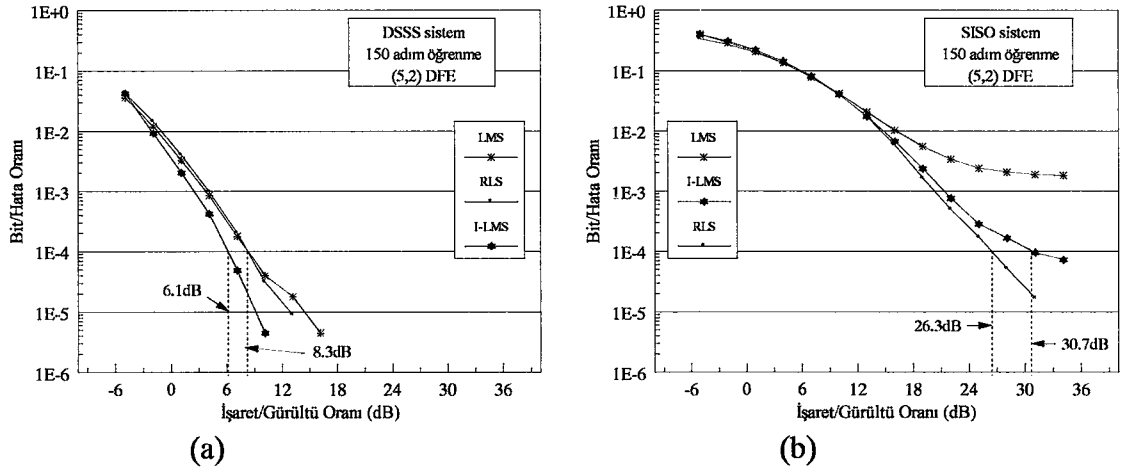 1E+0
1E-1
1E-2
1E-3
1E-4
1E-5
1E-6
Bit/Hata Oranı
DSSS sistem
150 adım öğrenme
(5,2) DFE
LMS
RLS
I-LMS
6.1dB
8.3dB
-6 0 6 12 18 24 30 36
İşaret/Gürültü Oranı (dB)
(a)
1E+0
1E-1
1E-2
1E-3
1E-4
1E-5
1E-6
Bit/Hata Oranı
SISO sistem
150 adım öğrenme
(5,2) DFE
LMS
I-LMS
RLS
26.3dB
30.7dB
-6 0 6 12 18 24 30 36
İşaret/Gürültü Oranı (dB)
(b)